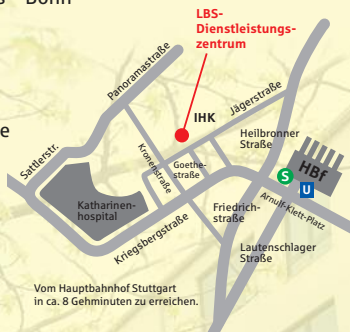 Bonn
LBS-
Dienstleistungs-
zentrum
Panoramastraße
IHK
Jägerstraße
e
Sattlerstr.
Kronenstraße
Goethe-
straße
Heilbronner
Straße
HBf
S
U
Katharinen-
hospital
Kriegsbergstraße
Friedrich-
straße
Arnulf-Klett-Platz
Lautenschlager
Straße
Vom Hauptbahnhof Stuttgart
in ca. 8 Gehminuten zu erreichen.